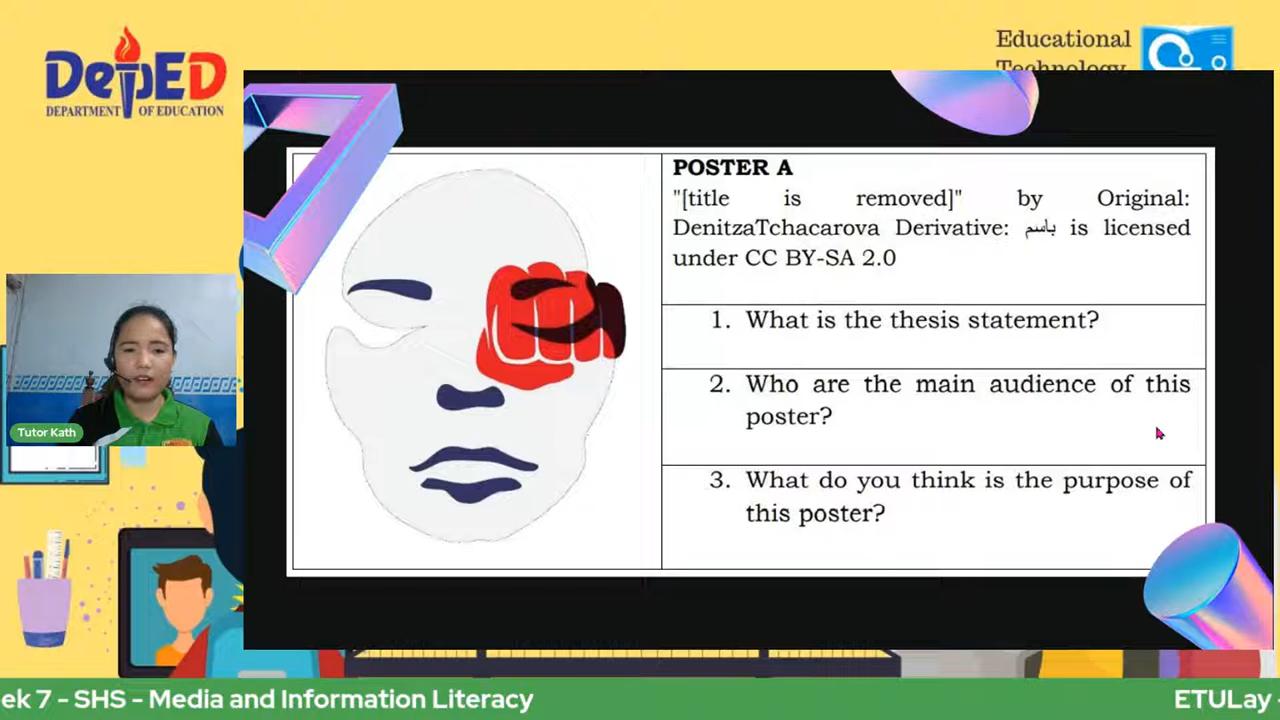 DepED
DEPARTMENT OF EDUCATION
Educational
Technology
POSTER A
"[title is removed]" by Original:
DenitzaTchacarova Derivative: باسم is licensed
under CC BY-SA 2.0
1. What is the thesis statement?
2. Who are the main audience of this
poster?
3. What do you think is the purpose of
this poster?
Tutor Kath
ek 7 - SHS - Media and Information Literacy
ETULay -